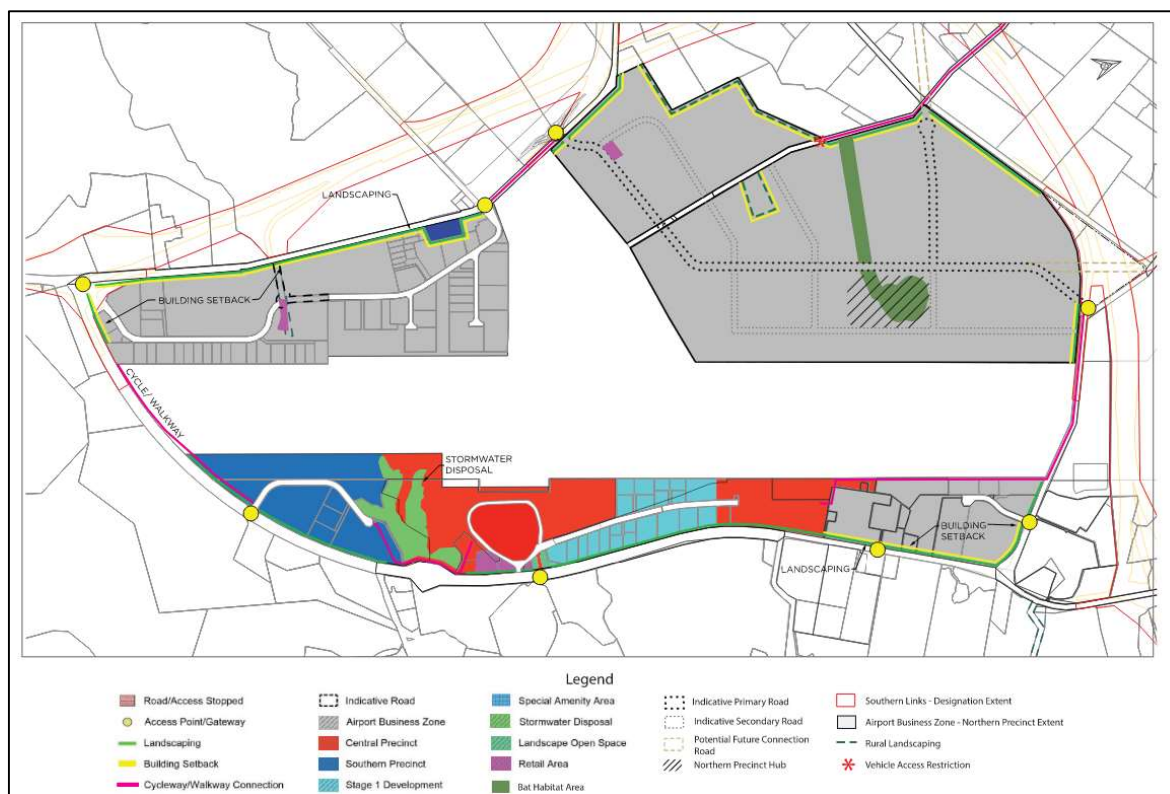 LANDSCAPING
BUILDING SETBACK
CYCLE/ WALKWAY
STORMWATER
DISPOSAL
BUILDING
SETBACK
LANDSCAPING
Legend
Road/Access Stopped
Access Point/Gateway
Landscaping
Building Setback
Cycleway/Walkway Connection
Indicative Road
Airport Business Zone
Central Precinct
Southern Precinct
Stage 1 Development
Special Amenity Area
Stormwater Disposal
Landscape Open Space
Retail Area
Bat Habitat Area
Indicative Primary Road
Indicative Secondary Road
Potential Future Connection
Road
Northern Precinct Hub
Southern Links - Designation Extent
Airport Business Zone - Northern Precinct Extent
Rural Landscaping
Vehicle Access Restriction